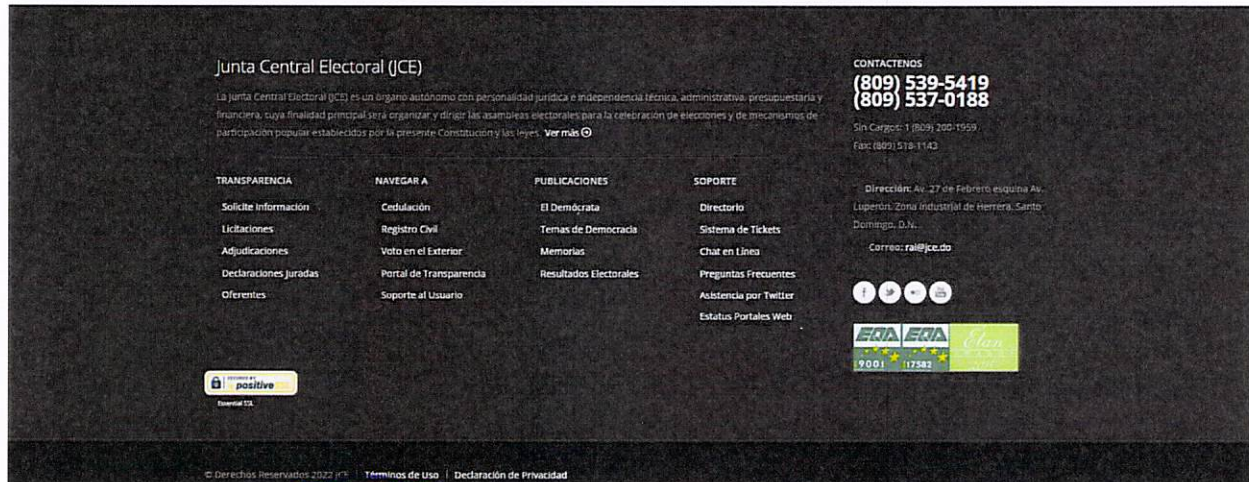 Junta Central Electoral (JCE)
La Junta Central Electoral (JCE) es un órgano autónomo con personalidad jurídica e independencia técnica, administrativa, presupuestaria y
financiera, cuya finalidad principal será organizar y dirigir las asambleas electorales para la celebración de elecciones y de mecanismos de
participación popular establecidos por la presente Constitución y las leyes. Ver más
TRANSPARENCIA
Solicite Información
Licitaciones
Adjudicaciones
Declaraciones Juradas
Oferentes
NAVEGAR A
Cedulación
Registro Civil
Voto en el Exterior
Portal de Transparencia
Soporte al Usuario
PUBLICACIONES
El Demócrata
Temas de Democracia
Memorias
Resultados Electorales
SOPORTE
Directorio
Sistema de Tickets
Chat en Línea
Preguntas Frecuentes
Asistencia por Twitter
Estatus Portales Web
CONTACTENOS
(809) 539-5419
(809) 537-0188
Sin Cargos: 1 (809) 200-1959
Fax: (809) 518-1143
Dirección: Av. 27 de Febrero esquina Av.
Luperón. Zona Industrial de Herrera, Santo
Domingo, D.N..
Correo: rai@jce.do
EQA EQA Elan
9001 17582
SECURED BY
positive SSL
Essential SSL
© Derechos Reservados 2022 JCE | Términos de Uso | Declaración de Privacidad